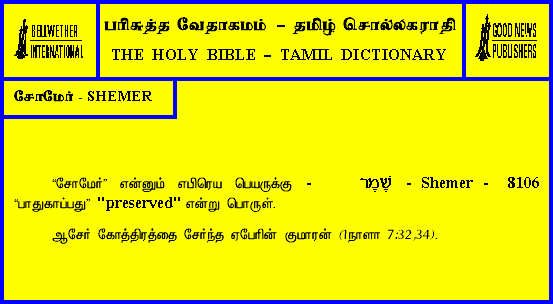 BELLWETHER
INTERNATIONAL
பரிசுத்த வேதாகமம் – தமிழ் சொல்லகராதி
THE HOLY BIBLE – TAMIL DICTIONARY
GOOD NEWS
PUBLISHERS
சோமேர் - SHEMER
“சோமேர்” என்னும் எபிரெய பெயருக்கு - שֶׁמֶר - Shemer - 8106
“பாதுகாப்பது” "preserved" என்று பொருள்.
ஆசேர் கோத்திரத்தை சேர்ந்த ஏபேரின் குமாரன் (1நாளா 7:32,34).